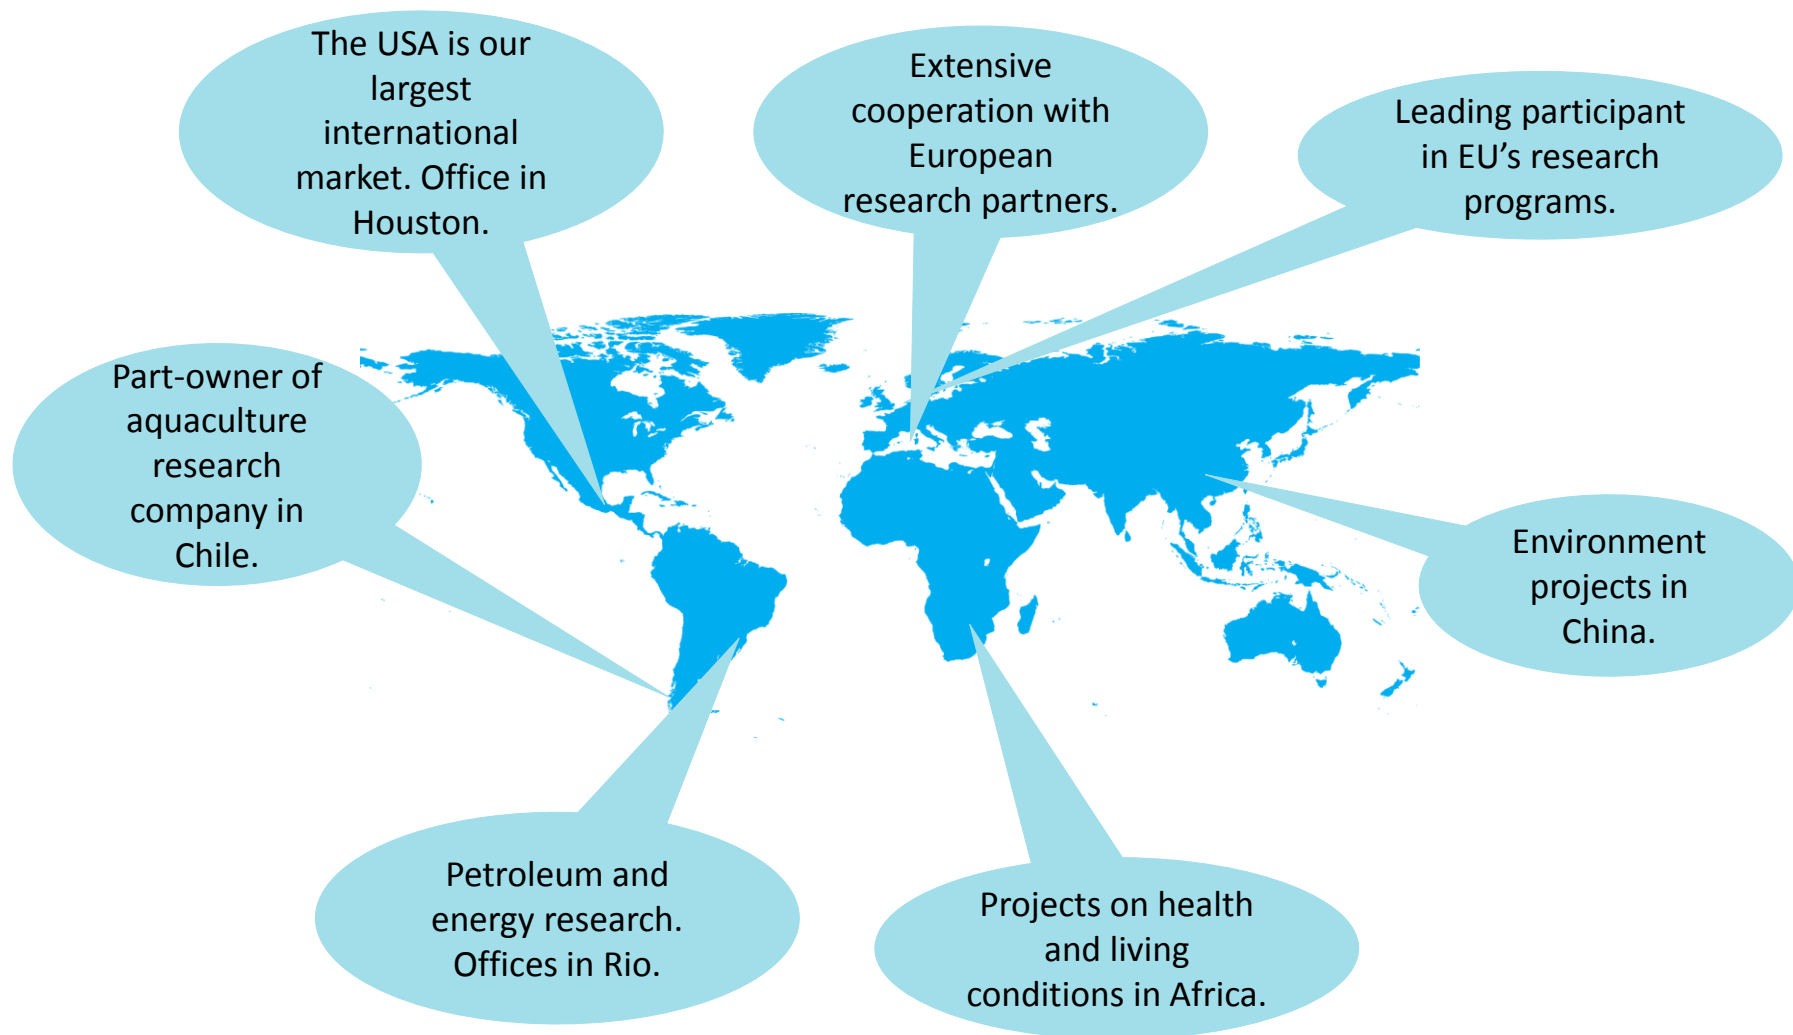 The USA is our
largest
international
market. Office in
Houston.
Extensive
cooperation with
European
research partners.
Leading participant
in EU’s research
programs.
Part-owner of
aquaculture
research
company in
Chile.
Environment
projects in
China.
Petroleum and
energy research.
Offices in Rio.
Projects on health
and living
conditions in Africa.